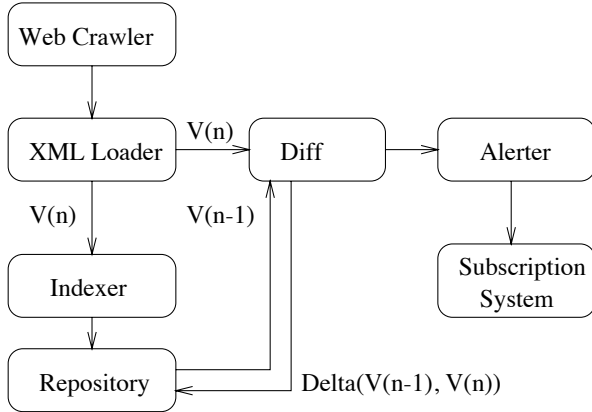 Web Crawler
XML Loader
V(n)
Diff
Alerter
V(n)
V(n-1)
Indexer
Subscription
System
Repository
Delta(V(n-1), V(n))